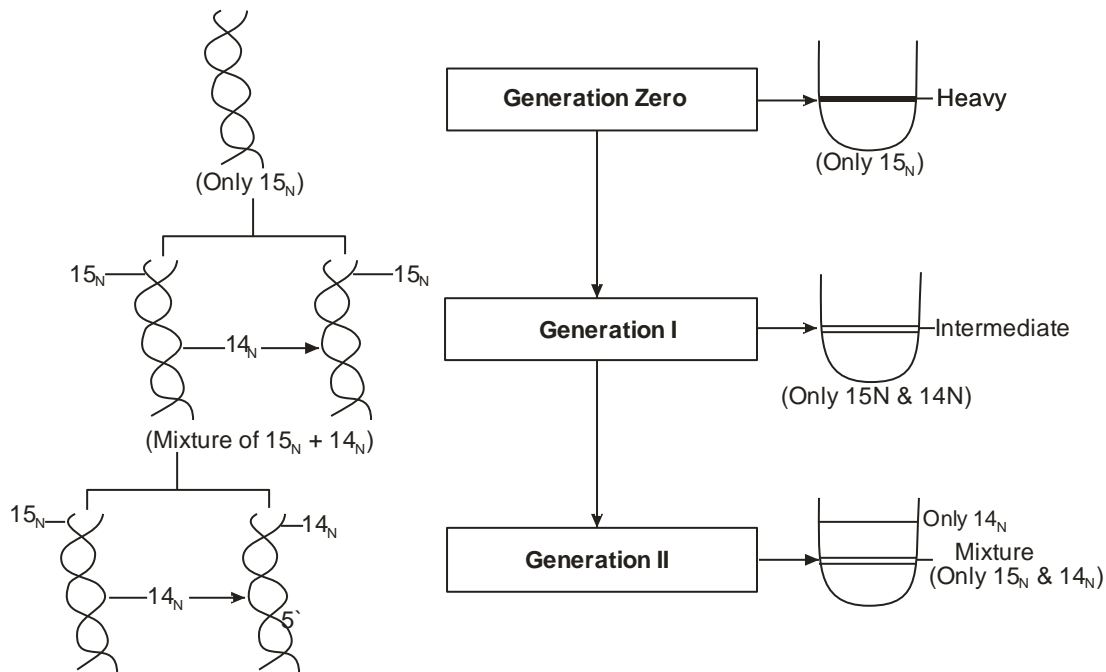 Generation Zero
Heavy
(Only 15N)
(Only 15N)
15N
15N
14N
Generation I
Intermediate
(Only 15N & 14N)
(Mixture of 15N + 14N)
15N
14N
14N
5`
Generation II
Only 14N
Mixture
(Only 15N & 14N)